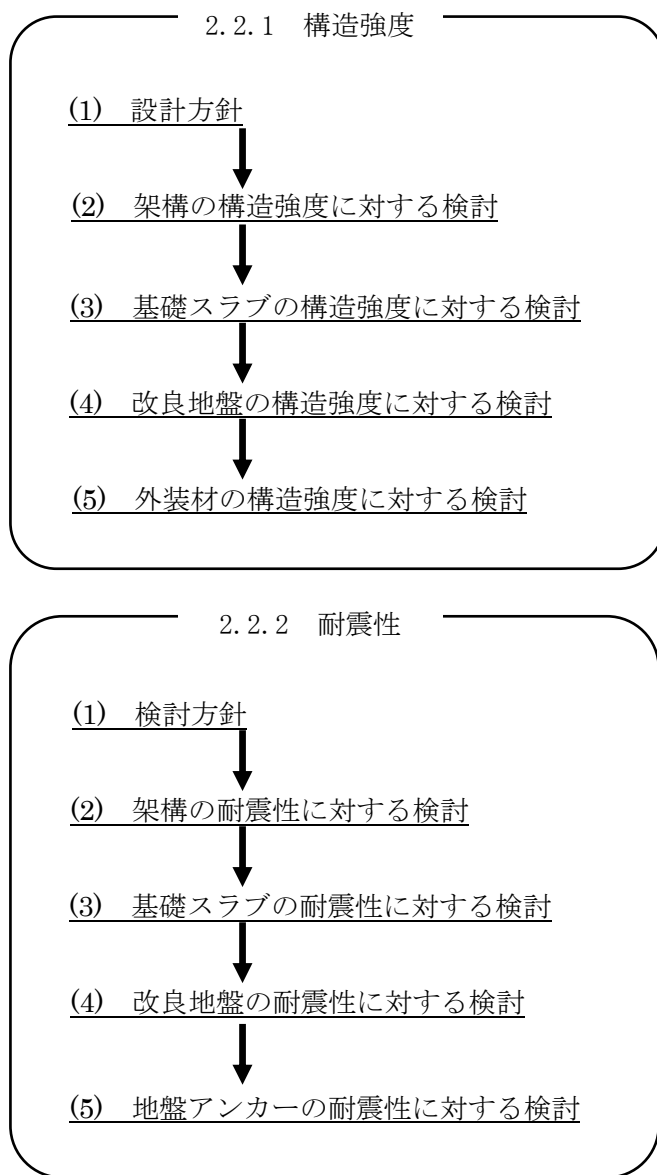 2.2.1 構造強度
(1) 設計方針
(2) 架構の構造強度に対する検討
(3) 基礎スラブの構造強度に対する検討
(4) 改良地盤の構造強度に対する検討
(5) 外装材の構造強度に対する検討
2.2.2 耐震性
(1) 検討方針
(2) 架構の耐震性に対する検討
(3) 基礎スラブの耐震性に対する検討
(4) 改良地盤の耐震性に対する検討
(5) 地盤アンカーの耐震性に対する検討